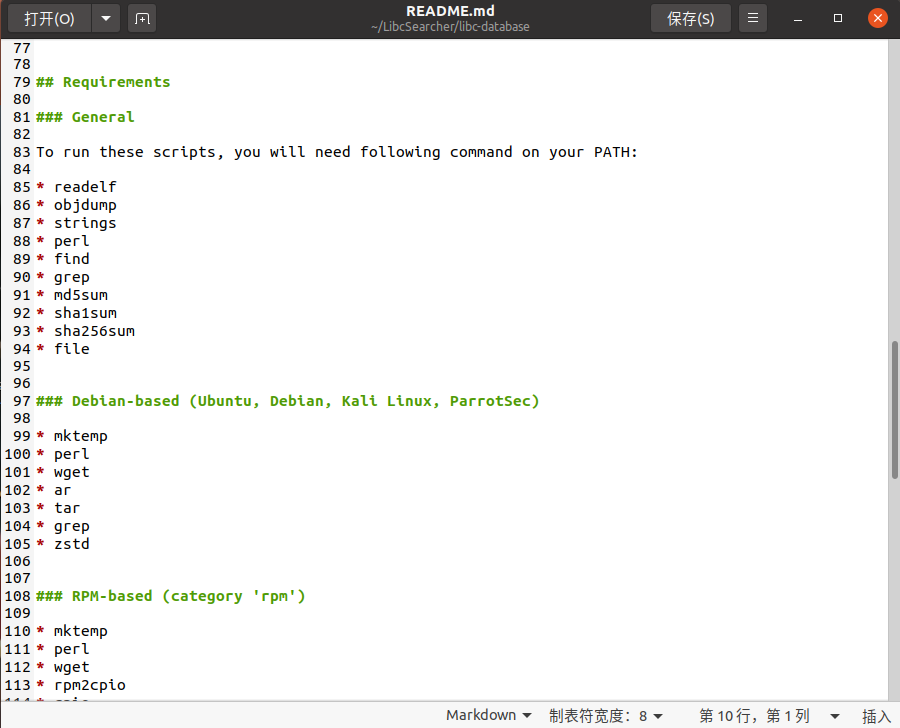 打开(O)
README.md
~/LibcSearcher/libc-database
保存(S)
77
78
79 ## Requirements
80
81 ### General
82
83 To run these scripts, you will need following command on your PATH:
84
85 * readelf
86 * objdump
87 * strings
88 * perl
89 * find
90 * grep
91 * md5sum
92 * sha1sum
93 * sha256sum
94 * file
95
96
97 ### Debian-based (Ubuntu, Debian, Kali Linux, ParrotSec)
98
99 * mktemp
100 * perl
101 * wget
102 * ar
103 * tar
104 * grep
105 * zstd
106
107
108 ### RPM-based (category 'rpm')
109
110 * mktemp
111 * perl
112 * wget
113 * rpm2cpio
Markdown 制表符宽度：8 第 10 行，第 1 列 插入